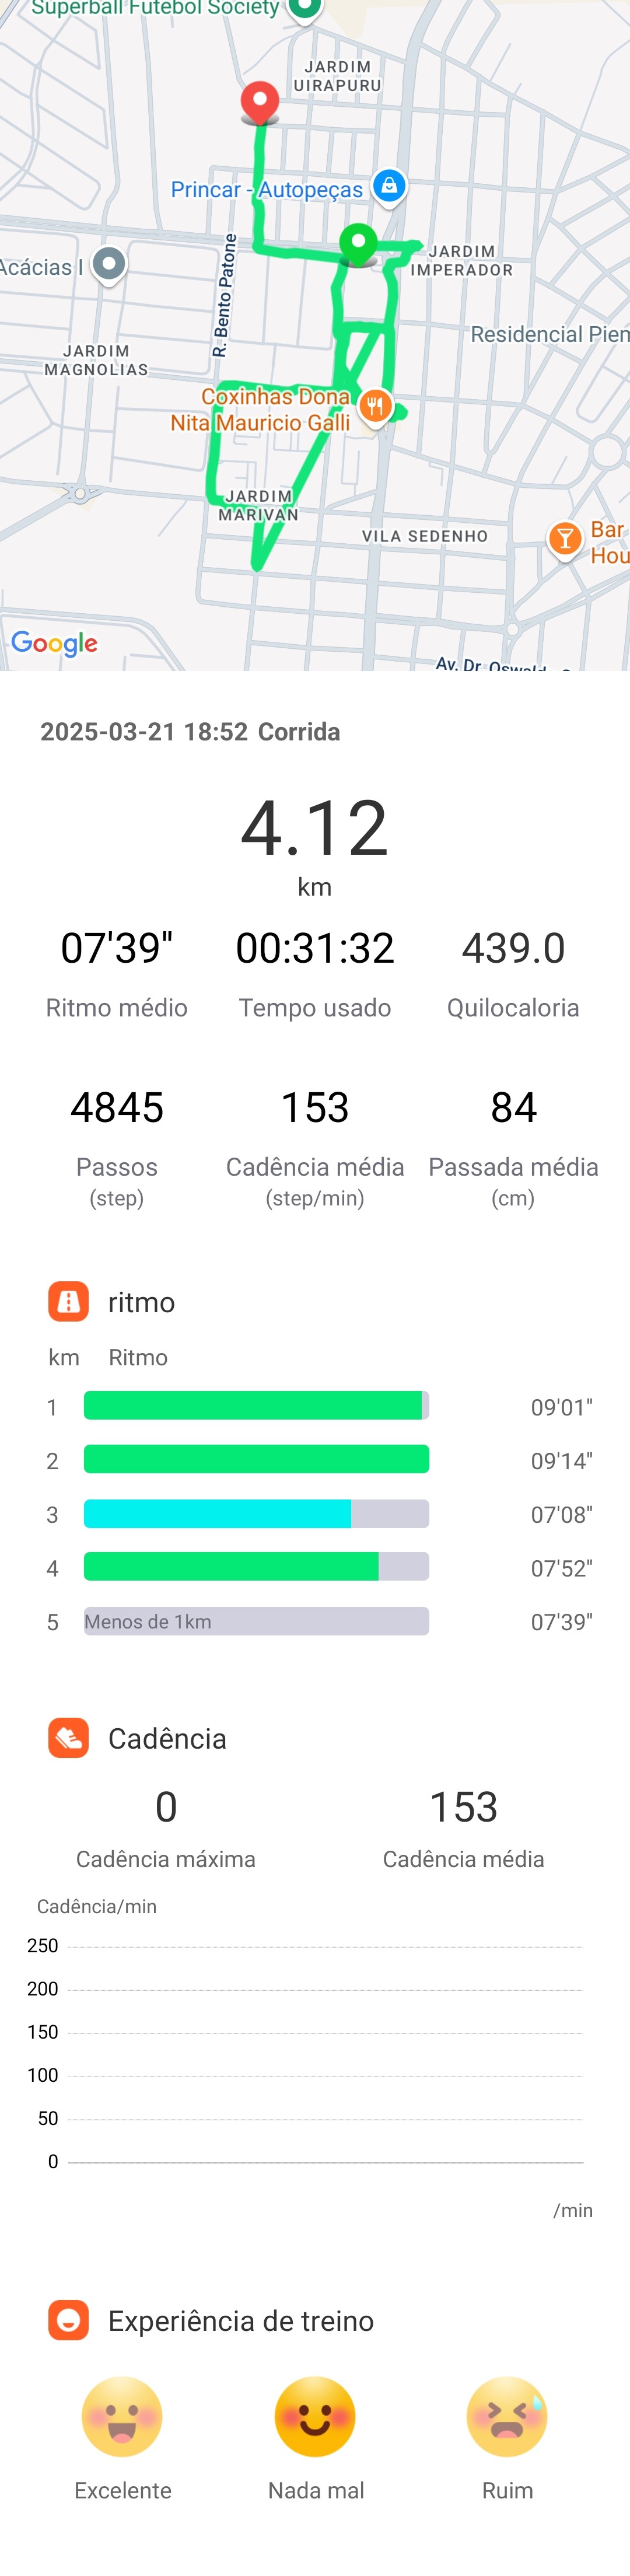 Superball Futebol Society
JARDIM
UIRAPURU
Princar - Autopeças
Acácias I
JARDIM
IMPERADOR
R. Bento Patone
Residencial Pien
JARDIM
MAGNOLIAS
Coxinhas Dona
Nita Mauricio Galli
JARDIM
MARIVAN
VILA SEDENHO
Bar
Hou
Google
Av. Dr. Oswald
2025-03-21 18:52 Corrida
4.12
km
07'39" 00:31:32 439.0
Ritmo médio Tempo usado Quilocaloria
4845 153 84
Passos Cadência média Passada média
(step) (step/min) (cm)
ritmo
km Ritmo
1 09'01"
2 09'14"
3 07'08"
4 07'52"
5 Menos de 1km 07'39"
Cadência
0 153
Cadência máxima Cadência média
Cadência/min
250
200
150
100
50
0
/min
Experiência de treino
Excelente Nada mal Ruim